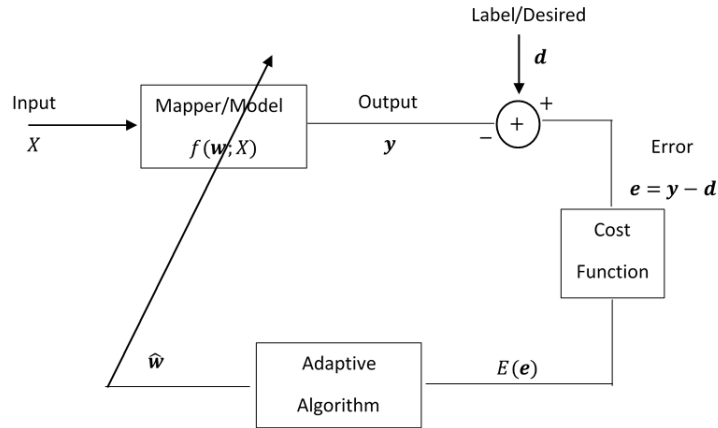 Label/Desired
d
Input
X
Mapper/Model
f(w; X)
Output
y
−
+
+
Error
e = y − d
Cost
Function
ŵ
Adaptive
Algorithm
E(e)